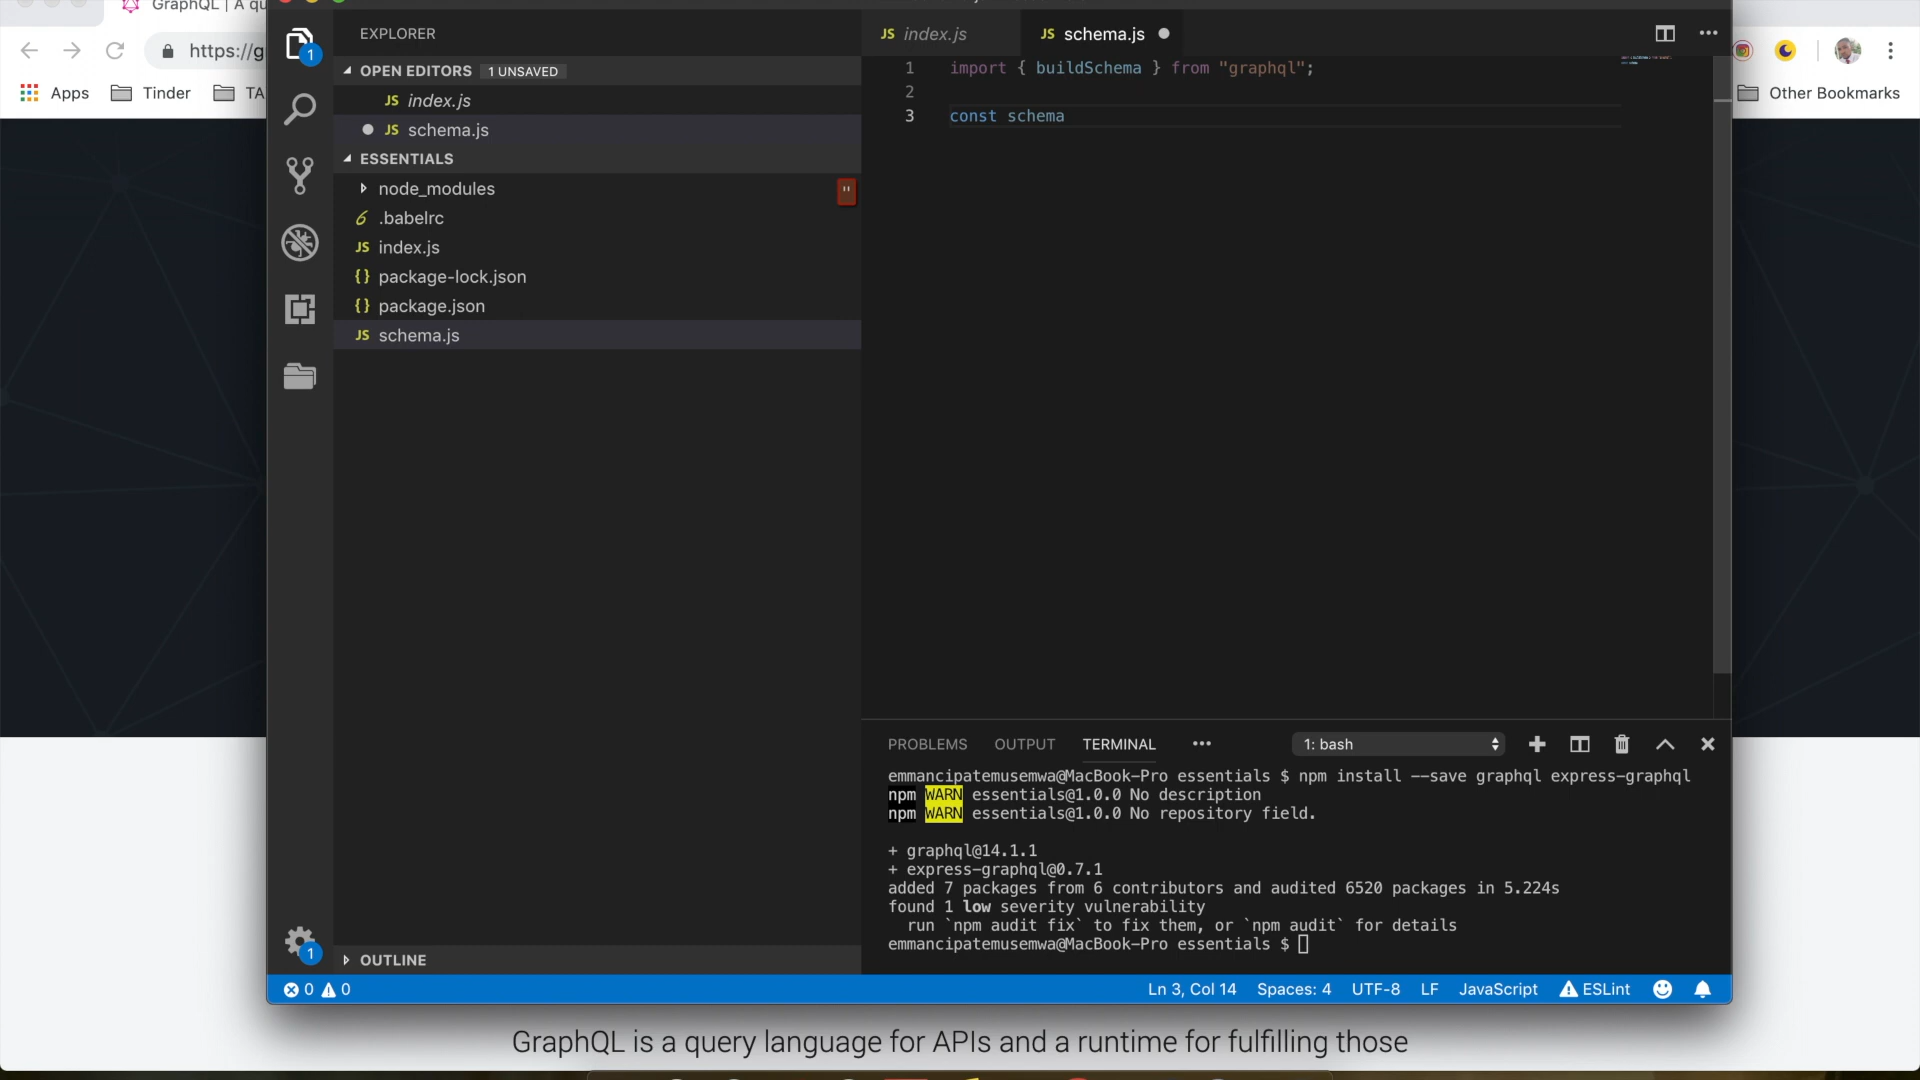 GraphQL | A qu
https://g
Apps
Tinder
TA
Other Bookmarks
EXPLORER
OPEN EDITORS 1 UNSAVED
JS index.js
JS schema.js
ESSENTIALS
node_modules
.babelrc
JS index.js
{} package-lock.json
{} package.json
JS schema.js
OUTLINE
1
1
JS index.js
JS schema.js
1 import { buildSchema } from "graphql";
2
3 const schema
"
PROBLEMS OUTPUT TERMINAL ••• 1: bash
emmancipatemusemwa@MacBook-Pro essentials $ npm install --save graphql express-graphql
npm WARN essentials@1.0.0 No description
npm WARN essentials@1.0.0 No repository field.
+ graphql@14.1.1
+ express-graphql@0.7.1
added 7 packages from 6 contributors and audited 6520 packages in 5.224s
found 1 low severity vulnerability
run `npm audit fix` to fix them, or `npm audit` for details
emmancipatemusemwa@MacBook-Pro essentials $
0 0
Ln 3, Col 14 Spaces: 4 UTF-8 LF JavaScript ESLint
GraphQL is a query language for APIs and a runtime for fulfilling those